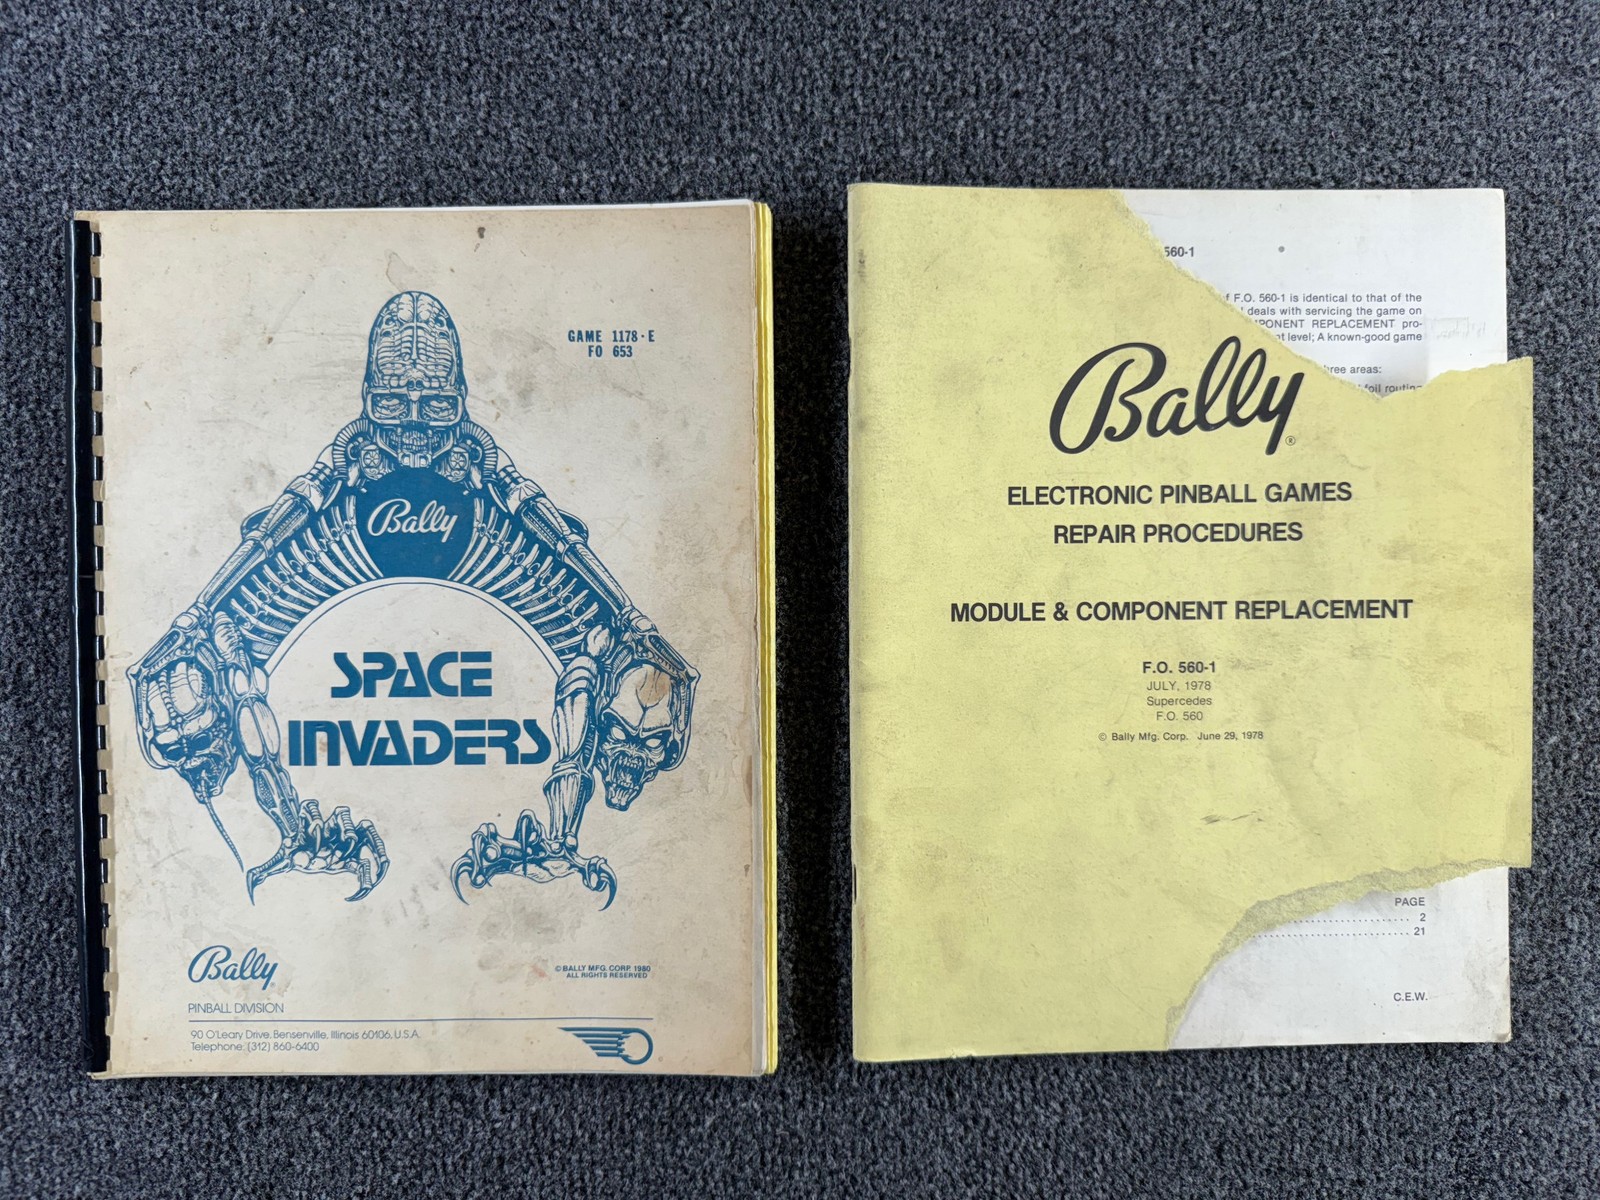 GAME 1178-E
FO 653
Bally
SPACE
INVADERS
Bally
PINBALL DIVISION
© BALLY MFG. CORP. 1980
ALL RIGHTS RESERVED
90 O'Leary Drive, Bensenville, Illinois 60106, U.S.A.
Telephone: (312) 860-6400
560-1
F.O. 560-1 is identical to that of the
deals with servicing the game on
REPLACEMENT pro-
level; A known-good game
areas:
foil routing
Bally®
ELECTRONIC PINBALL GAMES
REPAIR PROCEDURES
MODULE & COMPONENT REPLACEMENT
F.O. 560-1
JULY, 1978
Supercedes
F.O. 560
© Bally Mfg. Corp. June 29, 1978
PAGE
2
21
C.E.W.